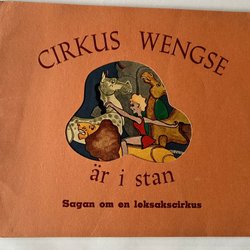 CIRKUS WENGSE
är i stan
Sagan om en leksakscirkus